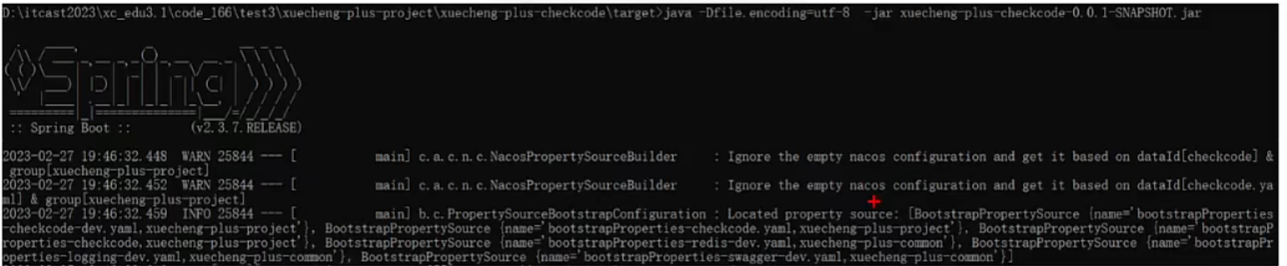 D:\itcast2023\xc_edu3.1\code_166\test3\xuecheng-plus-project\xuecheng-plus-checkcode\target>java -Dfile.encoding=utf-8  -jar xuecheng-plus-checkcode-0.0.1-SNAPSHOT.jar
Spring
:: Spring Boot ::        (v2.3.7.RELEASE)
2023-02-27 19:46:32.448  WARN 25844 --- [           main] c.a.c.n.c.NacosPropertySourceBuilder     : Ignore the empty nacos configuration and get it based on dataId[checkcode] &
group[xuecheng-plus-project]
2023-02-27 19:46:32.452  WARN 25844 --- [           main] c.a.c.n.c.NacosPropertySourceBuilder     : Ignore the empty nacos configuration and get it based on dataId[checkcode.ya
ml] & group[xuecheng-plus-project]
2023-02-27 19:46:32.459  INFO 25844 --- [           main] b.c.PropertySourceBootstrapConfiguration : Located property source: [BootstrapPropertySource {name='bootstrapProperties
-checkcode-dev.yaml,xuecheng-plus-project'}, BootstrapPropertySource {name='bootstrapProperties-checkcode.yaml,xuecheng-plus-project'}, BootstrapPropertySource {name='bootstrapP
roperties-checkcode,xuecheng-plus-project'}, BootstrapPropertySource {name='bootstrapProperties-redis-dev.yaml,xuecheng-plus-common'}, BootstrapPropertySource {name='bootstrapPr
operties-logging-dev.yaml,xuecheng-plus-common'}, BootstrapPropertySource {name='bootstrapProperties-swagger-dev.yaml,xuecheng-plus-common'}]